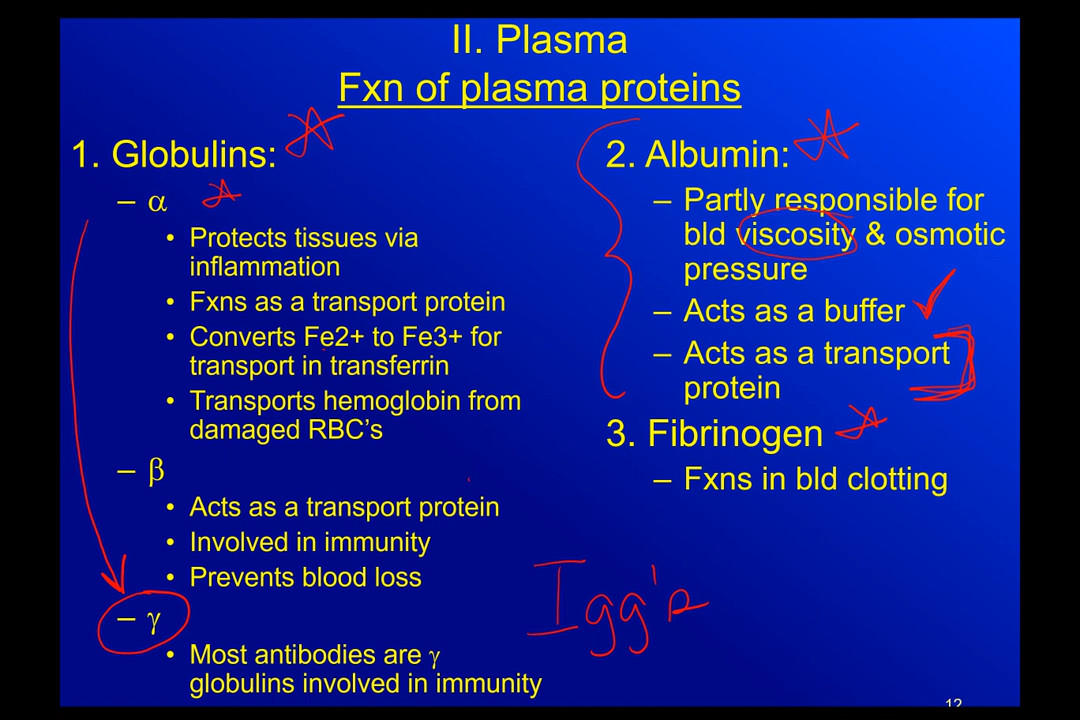 II. Plasma
Fxn of plasma proteins
1. Globulins:
– α
• Protects tissues via
inflammation
• Fxns as a transport protein
• Converts Fe2+ to Fe3+ for
transport in transferrin
• Transports hemoglobin from
damaged RBC's
– β
• Acts as a transport protein
• Involved in immunity
• Prevents blood loss
– γ
• Most antibodies are γ
globulins involved in immunity
2. Albumin:
– Partly responsible for
bld viscosity & osmotic
pressure
– Acts as a buffer
– Acts as a transport
protein
3. Fibrinogen
– Fxns in bld clotting
Igg's
12